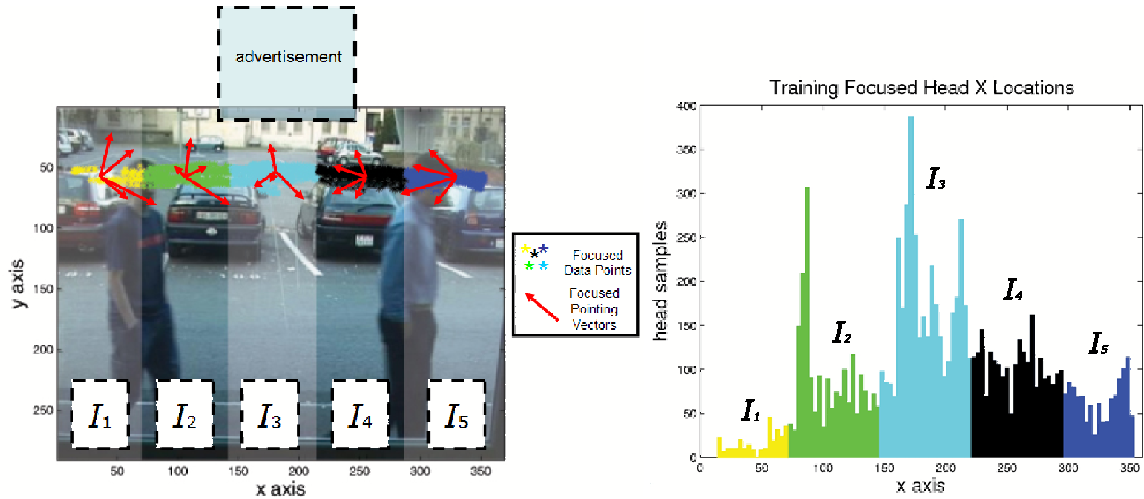 advertisement
50
100
150
200
250
y axis
I1
I2
I3
I4
I5
50 100 150 200 250 300 350
x axis
Focused
Data Points
Focused
Pointing
Vectors
Training Focused Head X Locations
400
350
300
250
200
150
100
50
0
head samples
I1
I2
I3
I4
I5
0 50 100 150 200 250 300 350
x axis